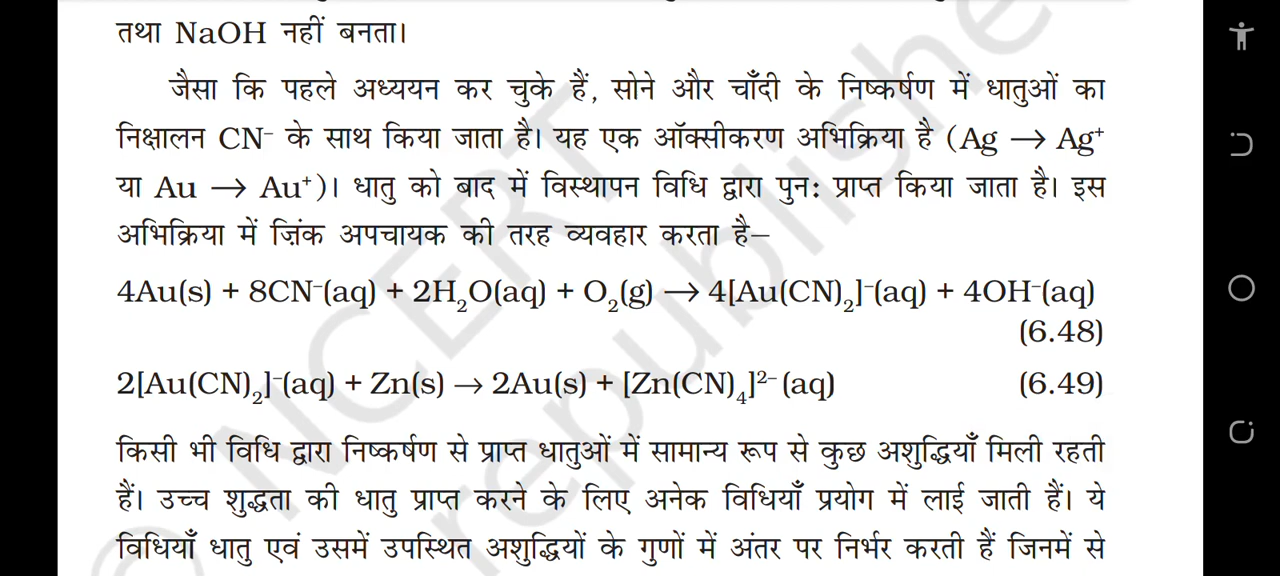 तथा NaOH नहीं बनता।
जैसा कि पहले अध्ययन कर चुके हैं, सोने और चाँदी के निष्कर्षण में धातुओं का
निक्षालन CN⁻ के साथ किया जाता है। यह एक ऑक्सीकरण अभिक्रिया है (Ag → Ag⁺
या Au → Au⁺)। धातु को बाद में विस्थापन विधि द्वारा पुन: प्राप्त किया जाता है। इस
अभिक्रिया में ज़िंक अपचायक की तरह व्यवहार करता है–
4Au(s) + 8CN⁻(aq) + 2H₂O(aq) + O₂(g) → 4[Au(CN)₂]⁻(aq) + 4OH⁻(aq)
(6.48)
2[Au(CN)₂]⁻(aq) + Zn(s) → 2Au(s) + [Zn(CN)₄]²⁻ (aq) (6.49)
किसी भी विधि द्वारा निष्कर्षण से प्राप्त धातुओं में सामान्य रूप से कुछ अशुद्धियाँ मिली रहती
हैं। उच्च शुद्धता की धातु प्राप्त करने के लिए अनेक विधियाँ प्रयोग में लाई जाती हैं। ये
विधियाँ धातु एवं उसमें उपस्थित अशुद्धियों के गुणों में अंतर पर निर्भर करती हैं जिनमें से
© NCERT
republishe